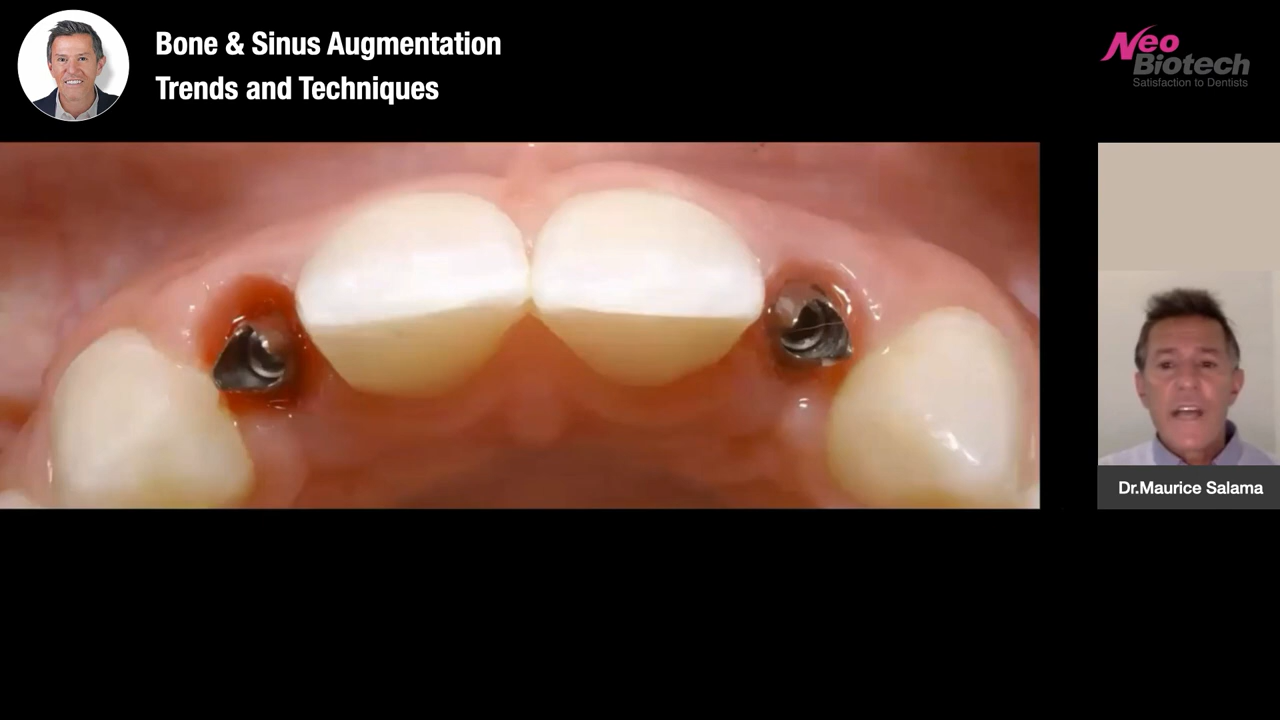 Bone & Sinus Augmentation
Trends and Techniques
Neo
Biotech
Satisfaction to Dentists
Dr.Maurice Salama